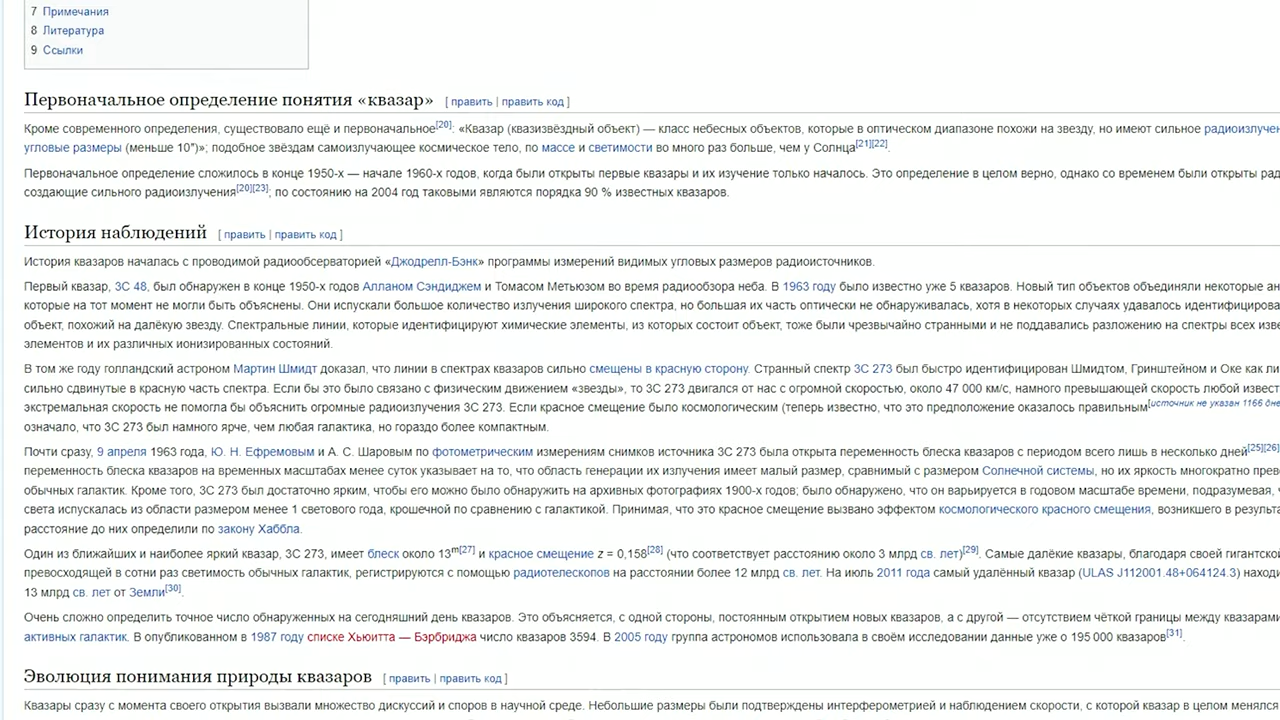 7 Примечания
8 Литература
9 Ссылки
Первоначальное определение понятия «квазар» [ править | править код ]
Кроме современного определения, существовало ещё и первоначальное[20]: «Квазар (квазизвёздный объект) — класс небесных объектов, которые в оптическом диапазоне похожи на звезду, но имеют сильное
угловые размеры (меньше 10")»; подобное звёздам самоизлучающее космическое тело, по массе и светимости во много раз больше, чем у Солнца[21][22].
Первоначальное определение сложилось в конце 1950-х — начале 1960-х годов, когда были открыты первые квазары и их изучение только началось. Это определение в целом верно, однако со временем были открыты
создающие сильного радиоизлучения[20][23]; по состоянию на 2004 год таковыми являются порядка 90 % известных квазаров.
История наблюдений [ править | править код ]
История квазаров началась с проводимой радиообсерваторией «Джодрелл-Бэнк» программы измерений видимых угловых размеров радиоисточников.
Первый квазар, 3C 48, был обнаружен в конце 1950-х годов Алланом Сэндиджем и Томасом Метьюзом во время радиообзора неба. В 1963 году было известно уже 5 квазаров. Новый тип объектов объединяли некоторые
которые на тот момент не могли быть объяснены. Они испускали большое количество излучения широкого спектра, но большая их часть оптически не обнаруживалась, хотя в некоторых случаях удавалось
объект, похожий на далёкую звезду. Спектральные линии, которые идентифицируют химические элементы, из которых состоит объект, тоже были чрезвычайно странными и не поддавались разложению на спектры всех
элементов и их различных ионизированных состояний.
В том же году голландский астроном Мартин Шмидт доказал, что линии в спектрах квазаров сильно смещены в красную сторону. Странный спектр 3C 273 был быстро идентифицирован Шмидтом, Гринштейном и Оке как
сильно сдвинутые в красную часть спектра. Если бы это было связано с физическим движением «звезды», то 3C 273 двигался от нас с огромной скоростью, около 47 000 км/с, намного превышающей скорость любой
экстремальная скорость не помогла бы объяснить огромные радиоизлучения 3C 273. Если красное смещение было космологическим (теперь известно, что это предположение оказалось правильным[источник не указан 1166
означало, что 3C 273 был намного ярче, чем любая галактика, но гораздо более компактным.
Почти сразу, 9 апреля 1963 года, Ю. Н. Ефремовым и А. С. Шаровым по фотометрическим измерениям снимков источника 3C 273 была открыта переменность блеска квазаров с периодом всего лишь в несколько дней[25][26]
переменность блеска квазаров на временных масштабах менее суток указывает на то, что область генерации их излучения имеет малый размер, сравнимый с размером Солнечной системы, но их яркость многократно
обычных галактик. Кроме того, 3C 273 был достаточно ярким, чтобы его можно было обнаружить на архивных фотографиях 1900-х годов; было обнаружено, что он варьируется в годовом масштабе времени, подразумевая,
света испускалась из области размером менее 1 светового года, крошечной по сравнению с галактикой. Принимая, что это красное смещение вызвано эффектом космологического красного смещения, возникшего в
расстояние до них определили по закону Хаббла.
Один из ближайших и наиболее яркий квазар, 3C 273, имеет блеск около 13m[27] и красное смещение z = 0,158[28] (что соответствует расстоянию около 3 млрд св. лет)[29]. Самые далёкие квазары, благодаря своей гигантской
превосходящей в сотни раз светимость обычных галактик, регистрируются с помощью радиотелескопов на расстоянии более 12 млрд св. лет. На июль 2011 года самый удалённый квазар (ULAS J112001.48+064124.3)
13 млрд св. лет от Земли[30].
Очень сложно определить точное число обнаруженных на сегодняшний день квазаров. Это объясняется, с одной стороны, постоянным открытием новых квазаров, а с другой — отсутствием чёткой границы между квазарами
активных галактик. В опубликованном в 1987 году списке Хьюитта — Бэрбриджа число квазаров 3594. В 2005 году группа астрономов использовала в своём исследовании данные уже о 195 000 квазаров[31].
Эволюция понимания природы квазаров [ править | править код ]
Квазары сразу с момента своего открытия вызвали множество дискуссий и споров в научной среде. Небольшие размеры были подтверждены интерферометрией и наблюдением скорости, с которой квазар в целом менялся